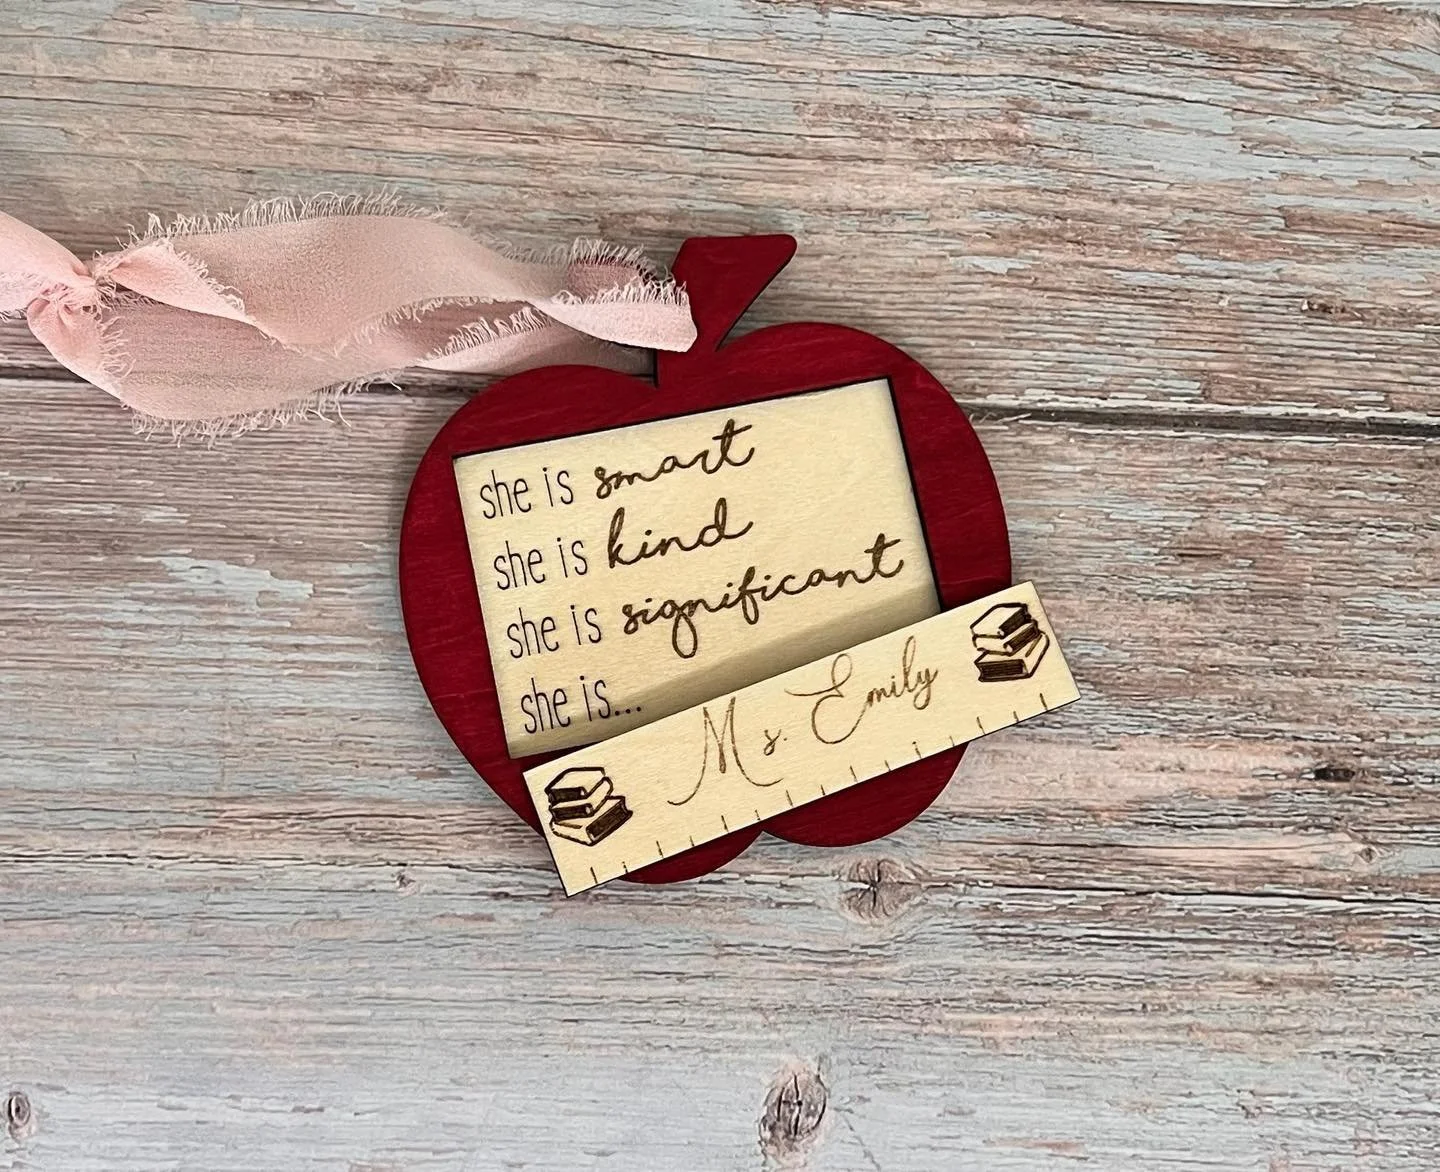 she is smart
she is kind
she is significant
she is...
Ms. Emily